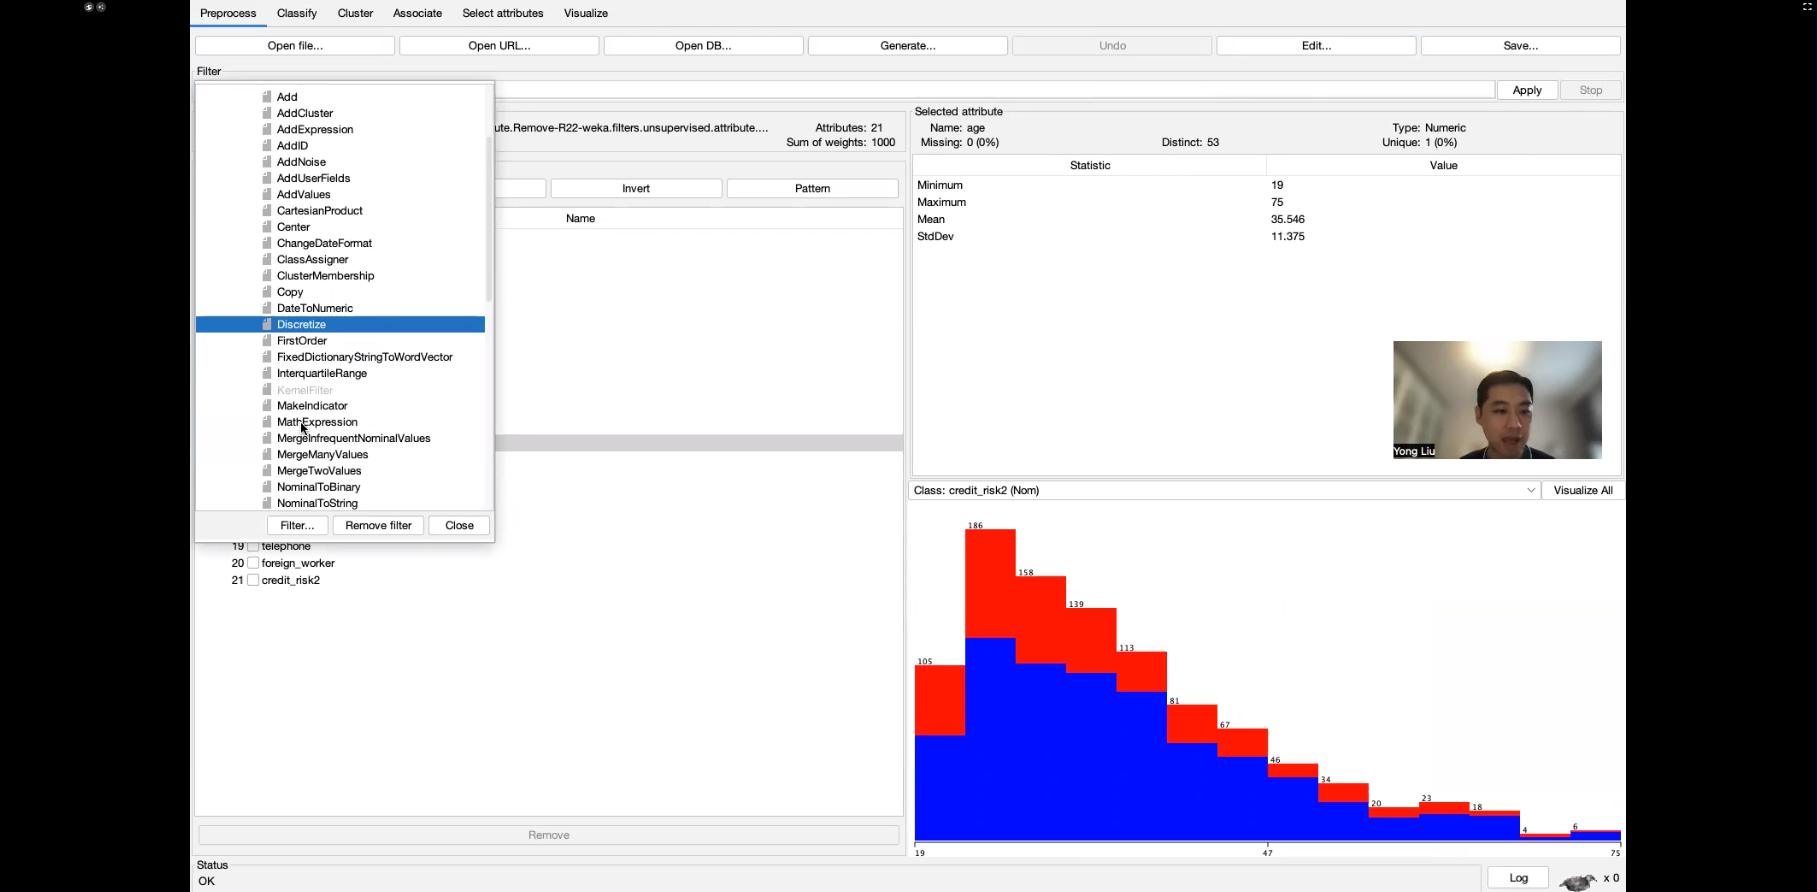 Preprocess Classify Cluster Associate Select attributes Visualize
Open file... Open URL... Open DB... Generate... Undo Edit... Save...
Filter
Apply Stop
Add
AddCluster
AddExpression
AddID
AddNoise
AddUserFields
AddValues
CartesianProduct
Center
ChangeDateFormat
ClassAssigner
ClusterMembership
Copy
DateToNumeric
Discretize
FirstOrder
FixedDictionaryStringToWordVector
InterquartileRange
KernelFilter
MakeIndicator
MathExpression
MergeInfrequentNominalValues
MergeManyValues
MergeTwoValues
NominalToBinary
NominalToString
Filter... Remove filter Close
ute.Remove-R22-weka.filters.unsupervised.attribute.... Attributes: 21
Sum of weights: 1000
Invert Pattern
Name
19 telephone
20 foreign_worker
21 credit_risk2
Remove
Selected attribute
Name: age Type: Numeric
Missing: 0 (0%) Distinct: 53 Unique: 1 (0%)
Statistic Value
Minimum 19
Maximum 75
Mean 35.546
StdDev 11.375
Yong Liu
Class: credit_risk2 (Nom) Visualize All
186
158
139
113
105
81
67
46
34
20
23
18
4
6
19 47 75
Status
OK
Log x 0